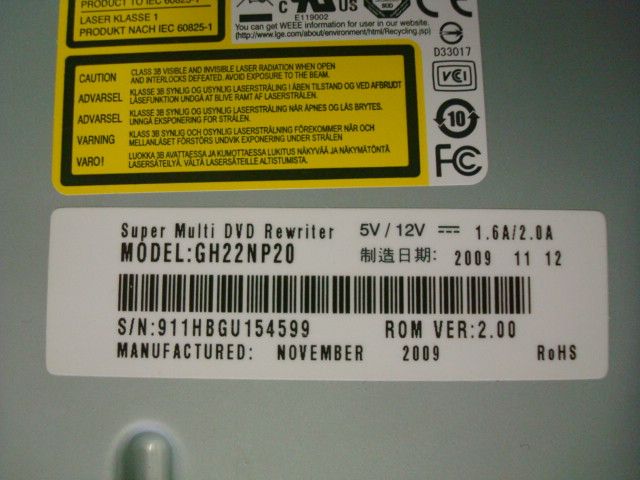 PRODUCT TO IEC 60825-1
LASER KLASSE 1
PRODUKT NACH IEC 60825-1
C US
E119002
You can get WEEE information for user in our website.
(http://www.lge.com/about/environment/html/Recycling.jsp)
D33017
VCCI
10
FC
CAUTION CLASS 3B VISIBLE AND INVISIBLE LASER RADIATION WHEN OPEN
AND INTERLOCKS DEFEATED. AVOID EXPOSURE TO THE BEAM.
ADVARSEL KLASSE 3B SYNLIG OG USYNLIG LASERSTRÅLING I ÅBEN TILSTAND OG VED AFBRUDT
LÅSEFUNKTION UNDGA AT BLIVE RAMT AF LASERSTRÅLEN.
ADVARSEL KLASSE 3B SYNLIG OG USYNLIG LASERSTRÅLING NÅR ÅPNES OG LÅS BRYTES.
UNNGÅ EKSPONERING FOR STRÅLEN.
VARNING KLASS 3B SYNLIG OCH OSYNLIG LASERSTRÅLNING FÖREKOMMER NÄR OCH
MELLANÅSET FÖRSTORS UNDVIK EXPONERING UNDER STRÅLEN
VARO! LUOKKA 3B AVATTAESSA JA KUMOTTAESSA LUKITUS NÄKYVÄÄ JA NÄKYMÄTÖNTÄ
LASERSÄTEILYÄ. VÄLTÄ LASERSÄTEILLE ALTISTUMISTA.
Super Multi DVD Rewriter 5V / 12V 1.6A/2.0A
MODEL:GH22NP20 制造日期: 2009 11 12
S/N:911HBGU154599 ROM VER:2.00
MANUFACTURED: NOVEMBER 2009 RoHS